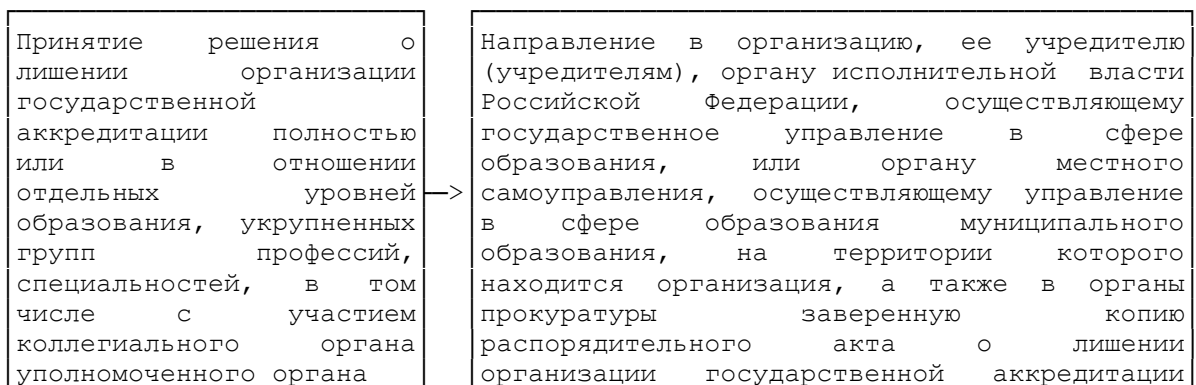 Принятие решения о
лишении организации
государственной
аккредитации полностью
или в отношении
отдельных уровней
образования, укрупненных
групп профессий,
специальностей, в том
числе с участием
коллегиального органа
уполномоченного органа
─>
Направление в организацию, ее учредителю
(учредителям), органу исполнительной власти
Российской Федерации, осуществляющему
государственное управление в сфере
образования, или органу местного
самоуправления, осуществляющему управление
в сфере образования муниципального
образования, на территории которого
находится организация, а также в органы
прокуратуры заверенную копию
распорядительного акта о лишении
организации государственной аккредитации